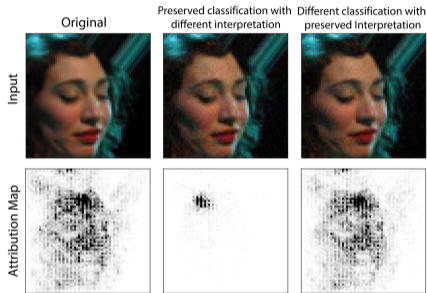 Original
Preserved classification with
different interpretation
Different classification with
preserved Interpretation
Input
Attribution Map